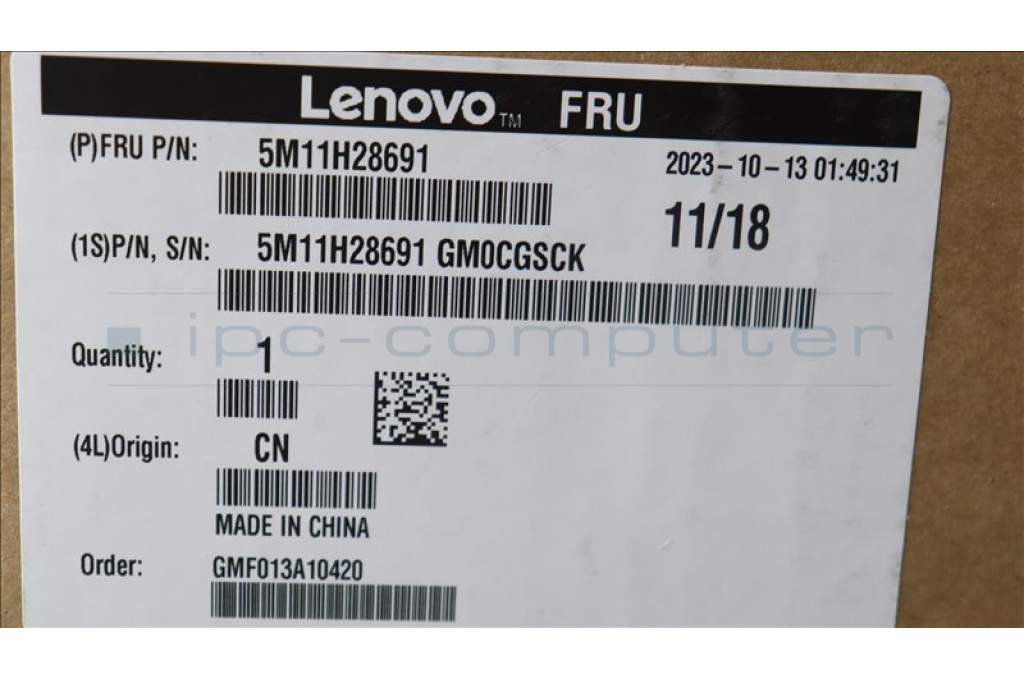 Lenovo™ FRU
(P)FRU P/N: 5M11H28691
2023-10-13 01:49:31
11/18
(1S)P/N, S/N: 5M11H28691 GM0CGSCK
ipc-computer
Quantity: 1
(4L)Origin: CN
MADE IN CHINA
Order: GMF013A10420